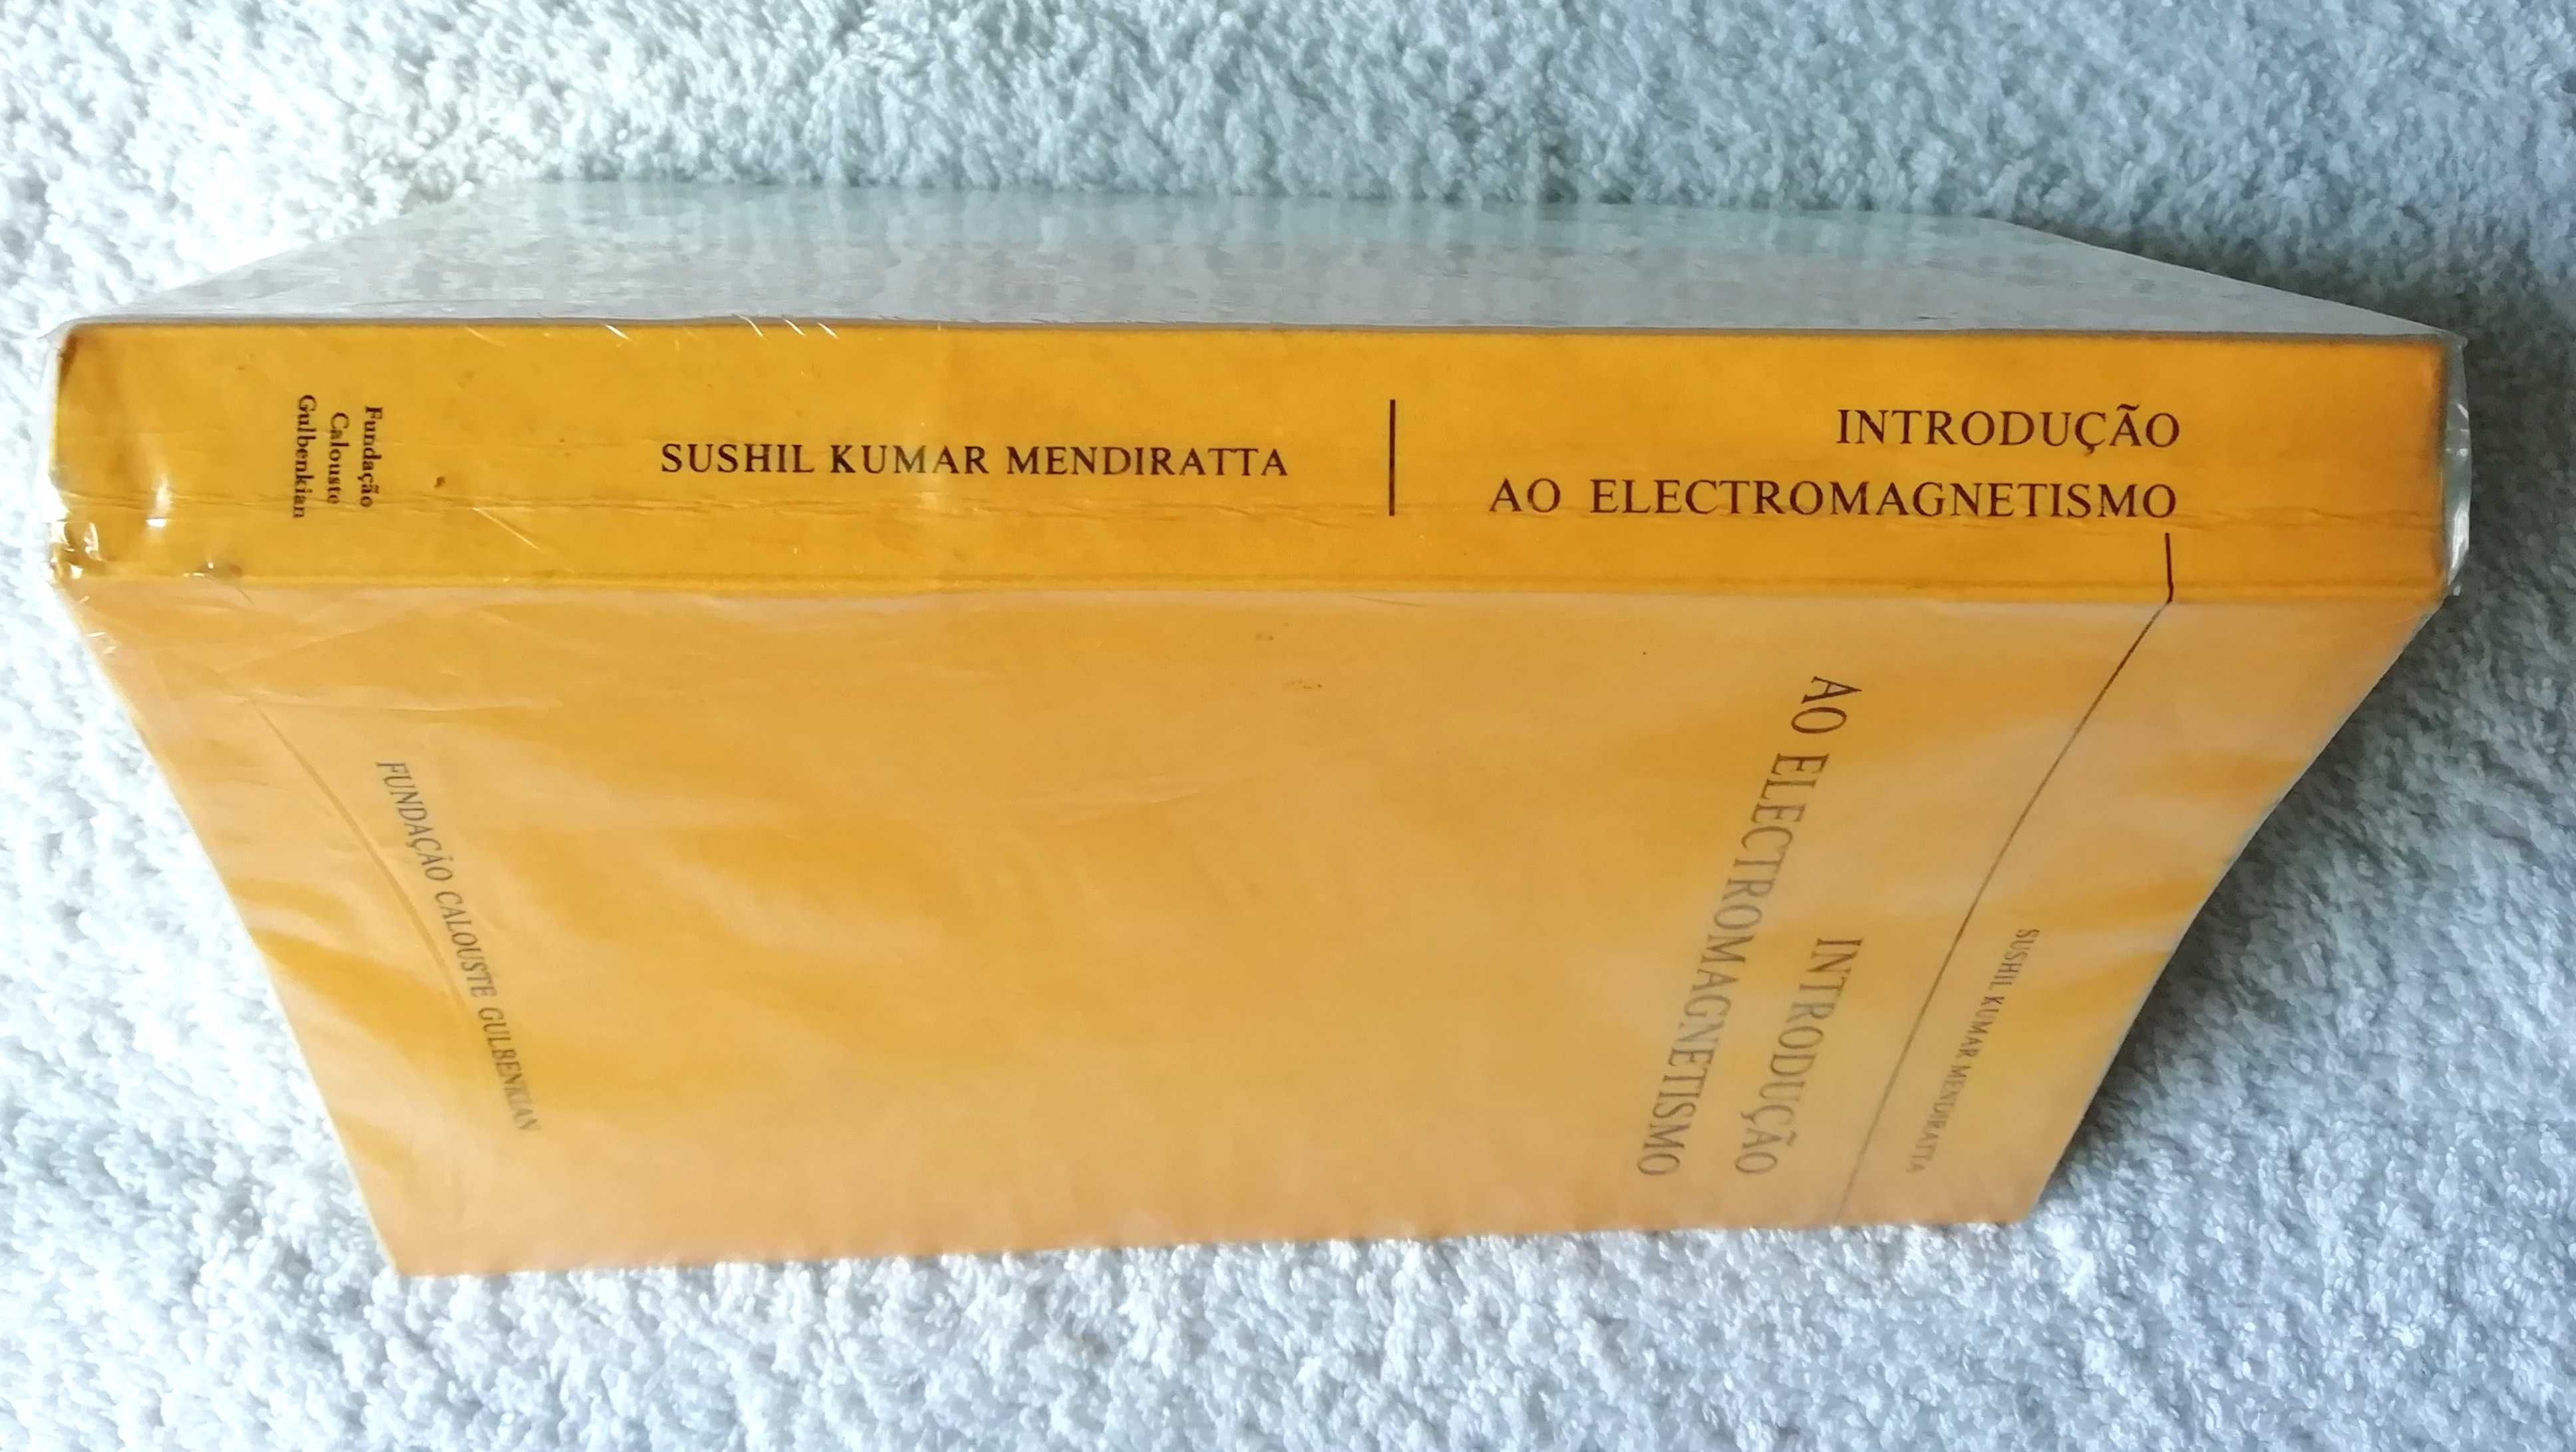 INTRODUÇÃO
AO ELECTROMAGNETISMO
SUSHIL KUMAR MENDIRATTA
Fundação
Calouste
Gulbenkian
SUSHIL KUMAR MENDIRATTA
INTRODUÇÃO
AO ELECTROMAGNETISMO
FUNDAÇÃO CALOUSTE GULBENKIAN